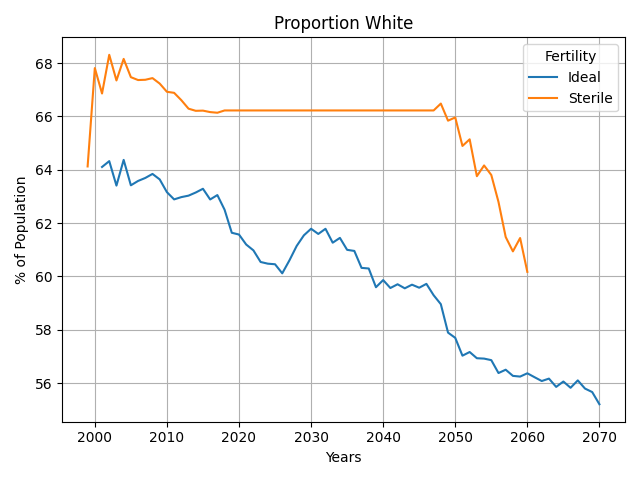 Proportion White
Fertility
Ideal
Sterile
% of Population
68
66
64
62
60
58
56
2000 2010 2020 2030 2040 2050 2060 2070
Years